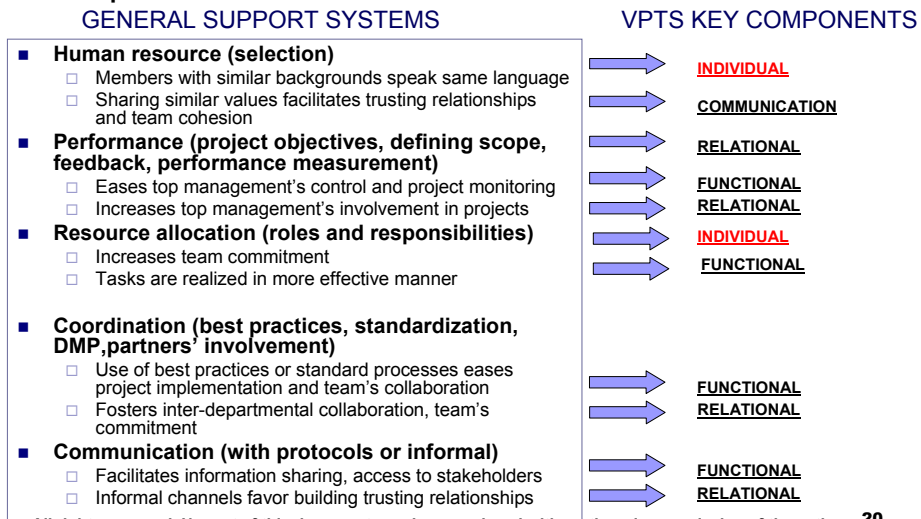 GENERAL SUPPORT SYSTEMS
VPTS KEY COMPONENTS
Human resource (selection)
Members with similar backgrounds speak same language
Sharing similar values facilitates trusting relationships
and team cohesion
Performance (project objectives, defining scope,
feedback, performance measurement)
Eases top management's control and project monitoring
Increases top management's involvement in projects
Resource allocation (roles and responsibilities)
Increases team commitment
Tasks are realized in more effective manner
Coordination (best practices, standardization,
DMP,partners' involvement)
Use of best practices or standard processes eases
project implementation and team's collaboration
Fosters inter-departmental collaboration, team's
commitment
Communication (with protocols or informal)
Facilitates information sharing, access to stakeholders
Informal channels favor building trusting relationships
INDIVIDUAL
COMMUNICATION
RELATIONAL
FUNCTIONAL
RELATIONAL
INDIVIDUAL
FUNCTIONAL
FUNCTIONAL
RELATIONAL
FUNCTIONAL
RELATIONAL